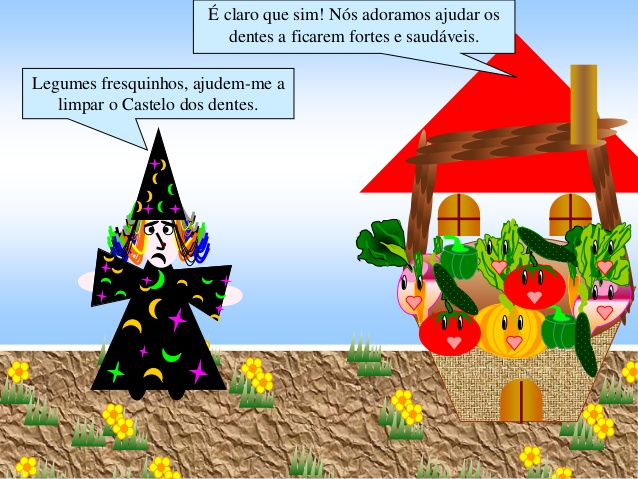 Legumes fresquinhos, ajudem-me a
limpar o Castelo dos dentes.
É claro que sim! Nós adoramos ajudar os
dentes a ficarem fortes e saudáveis.